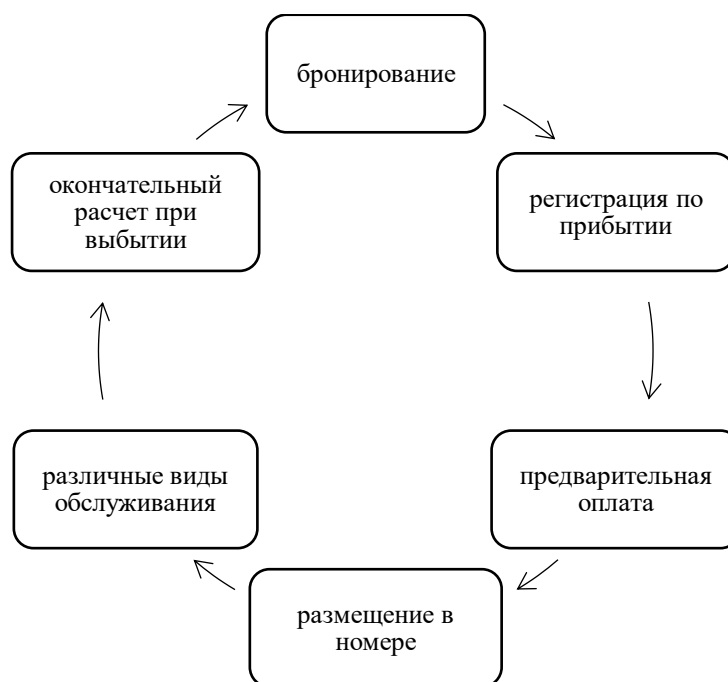 бронирование
регистрация по
прибытии
предварительная
оплата
размещение в
номере
различные виды
обслуживания
окончательный
расчет при
выбытии